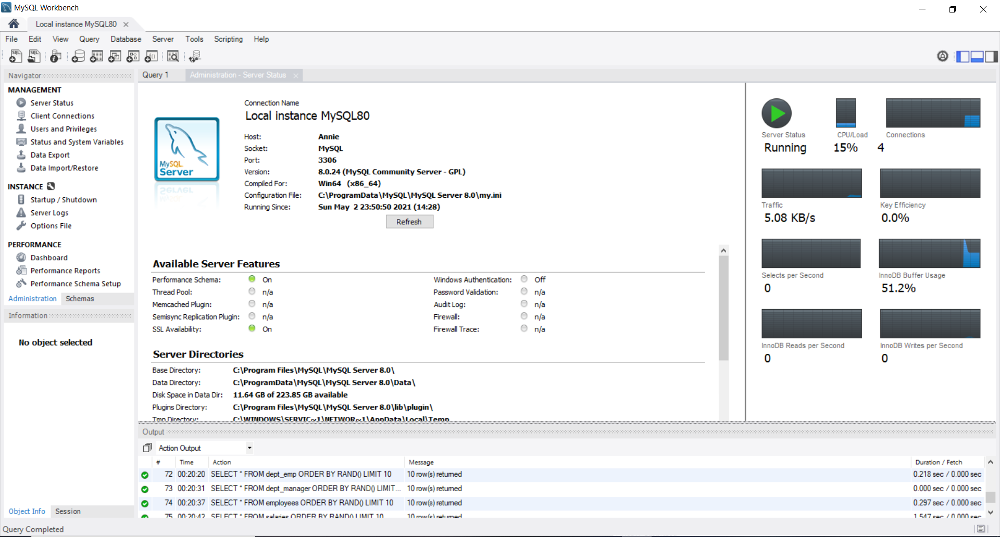 MySQL Workbench
Local instance MySQL80
File Edit View Query Database Server Tools Scripting Help
Navigator
MANAGEMENT
Server Status
Client Connections
Users and Privileges
Status and System Variables
Data Export
Data Import/Restore
INSTANCE
Startup / Shutdown
Server Logs
Options File
PERFORMANCE
Dashboard
Performance Reports
Performance Schema Setup
Administration Schemas
Information
No object selected
Object Info Session
Query 1 Administration - Server Status
MySQL
Server
Connection Name
Local instance MySQL80
Host: Annie
Socket: MySQL
Port: 3306
Version: 8.0.24 (MySQL Community Server - GPL)
Compiled For: Win64 (x86_64)
Configuration File: C:\ProgramData\MySQL\MySQL Server 8.0\my.ini
Running Since: Sun May 2 23:50:50 2021 (14:28)
Refresh
Available Server Features
Performance Schema: On Windows Authentication: Off
Thread Pool: n/a Password Validation: n/a
Memcached Plugin: n/a Audit Log: n/a
Semisync Replication Plugin: n/a Firewall: n/a
SSL Availability: On Firewall Trace: n/a
Server Directories
Base Directory: C:\Program Files\MySQL\MySQL Server 8.0\
Data Directory: C:\ProgramData\MySQL\MySQL Server 8.0\Data\
Disk Space in Data Dir: 11.64 GB of 223.85 GB available
Plugins Directory: C:\Program Files\MySQL\MySQL Server 8.0\lib\plugin\
Tmp Directory: C:\WINDOWS\SERVIC~1\NETWOR~1\AppData\Local\Temp
Server Status CPU/Load Connections
Running 15% 4
Traffic Key Efficiency
5.08 KB/s 0.0%
Selects per Second InnoDB Buffer Usage
0 51.2%
InnoDB Reads per Second InnoDB Writes per Second
0 0
Output
Action Output
# Time Action Message Duration / Fetch
72 00:20:20 SELECT * FROM dept_emp ORDER BY RAND() LIMIT 10 10 row(s) returned 0.218 sec / 0.000 sec
73 00:20:31 SELECT * FROM dept_manager ORDER BY RAND() LIMIT... 10 row(s) returned 0.000 sec / 0.000 sec
74 00:20:37 SELECT * FROM employees ORDER BY RAND() LIMIT 10 10 row(s) returned 0.297 sec / 0.000 sec
75 00:20:42 SELECT * FROM salaries ORDER BY RAND() LIMIT 10 10 row(s) returned 1.547 sec / 0.000 sec
Query Completed